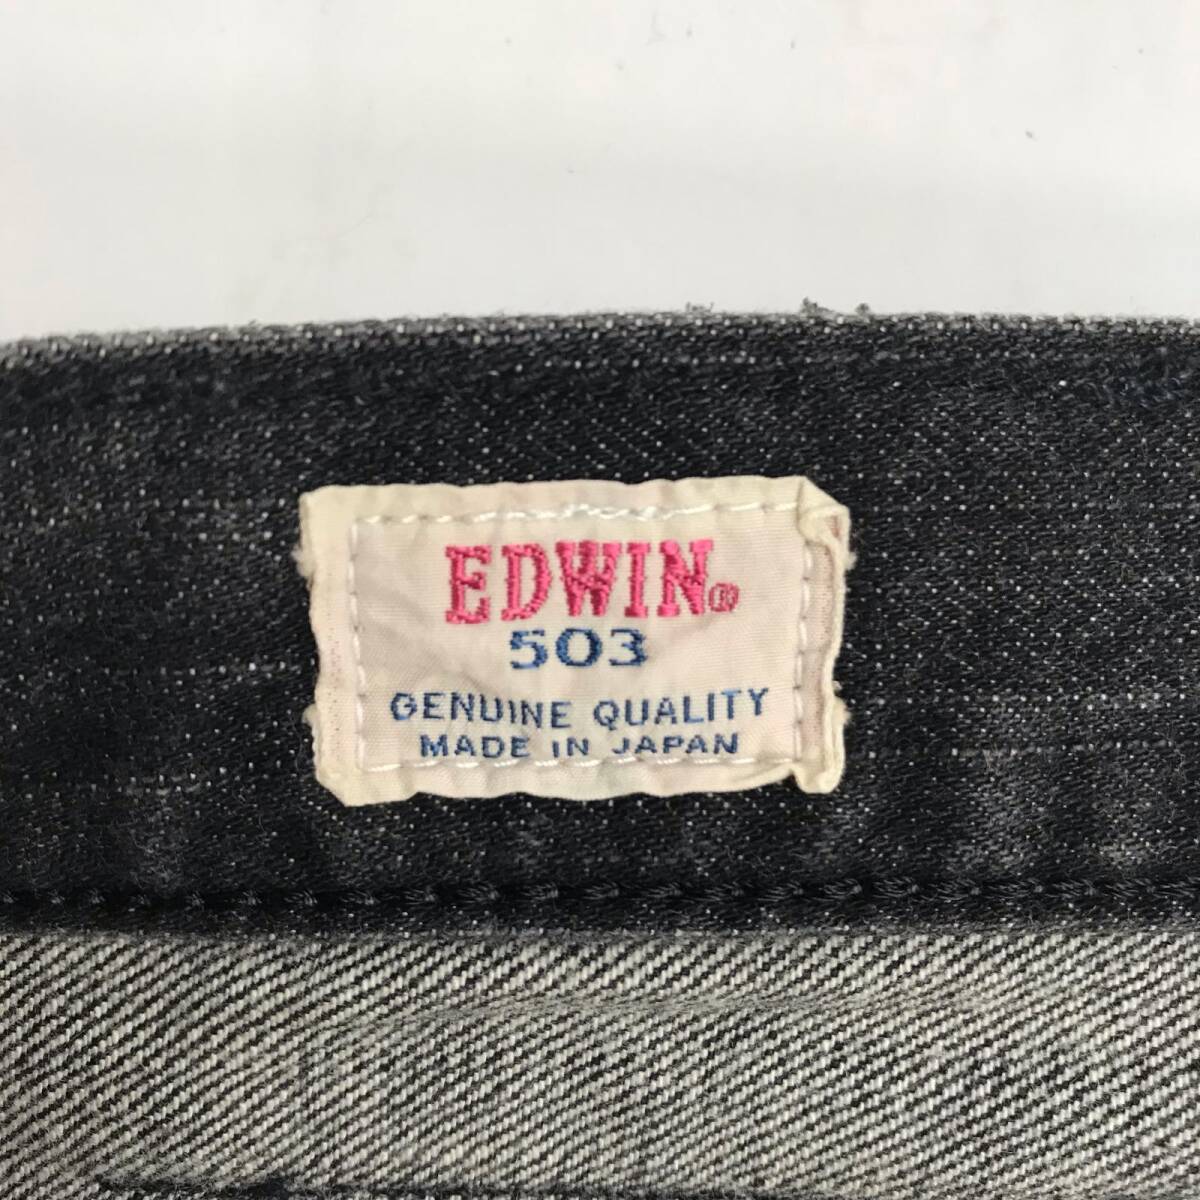 EDWIN®
503
GENUINE QUALITY
MADE IN JAPAN